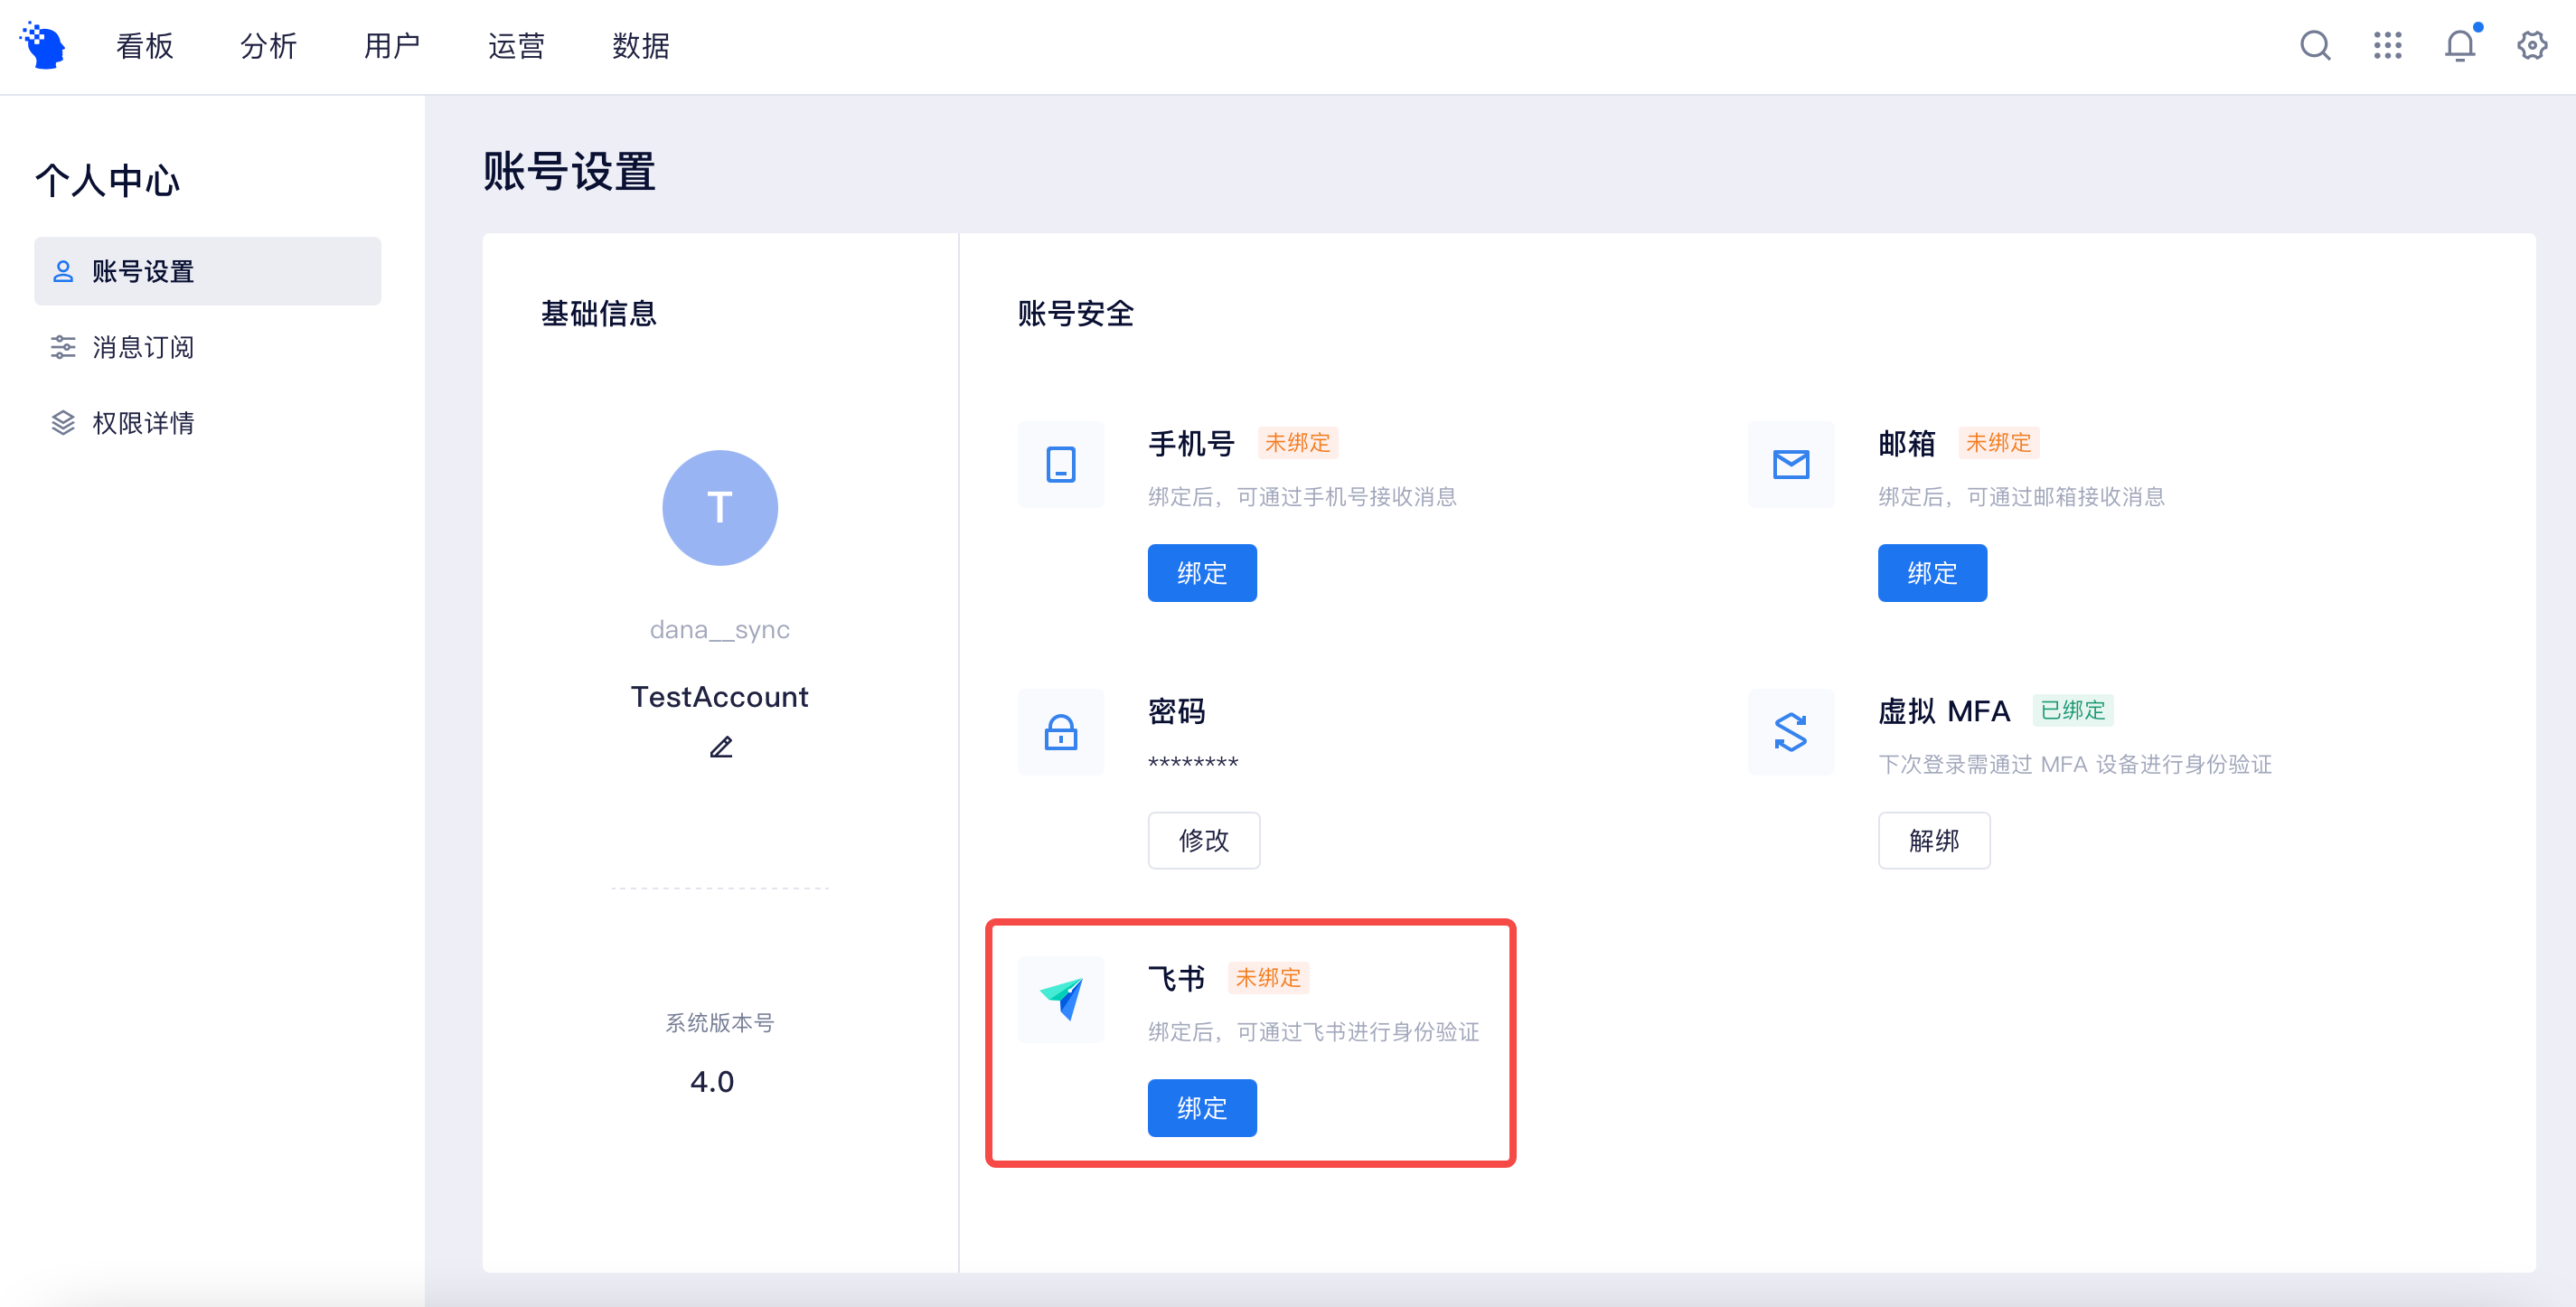 看板 分析 用户 运营 数据
个人中心
账号设置
消息订阅
权限详情
账号设置
基础信息
T
dana__sync
TestAccount
系统版本号
4.0
账号安全
手机号 未绑定
绑定后，可通过手机号接收消息
绑定
邮箱 未绑定
绑定后，可通过邮箱接收消息
绑定
密码
********
修改
虚拟 MFA 已绑定
下次登录需通过 MFA 设备进行身份验证
解绑
飞书 未绑定
绑定后，可通过飞书进行身份验证
绑定